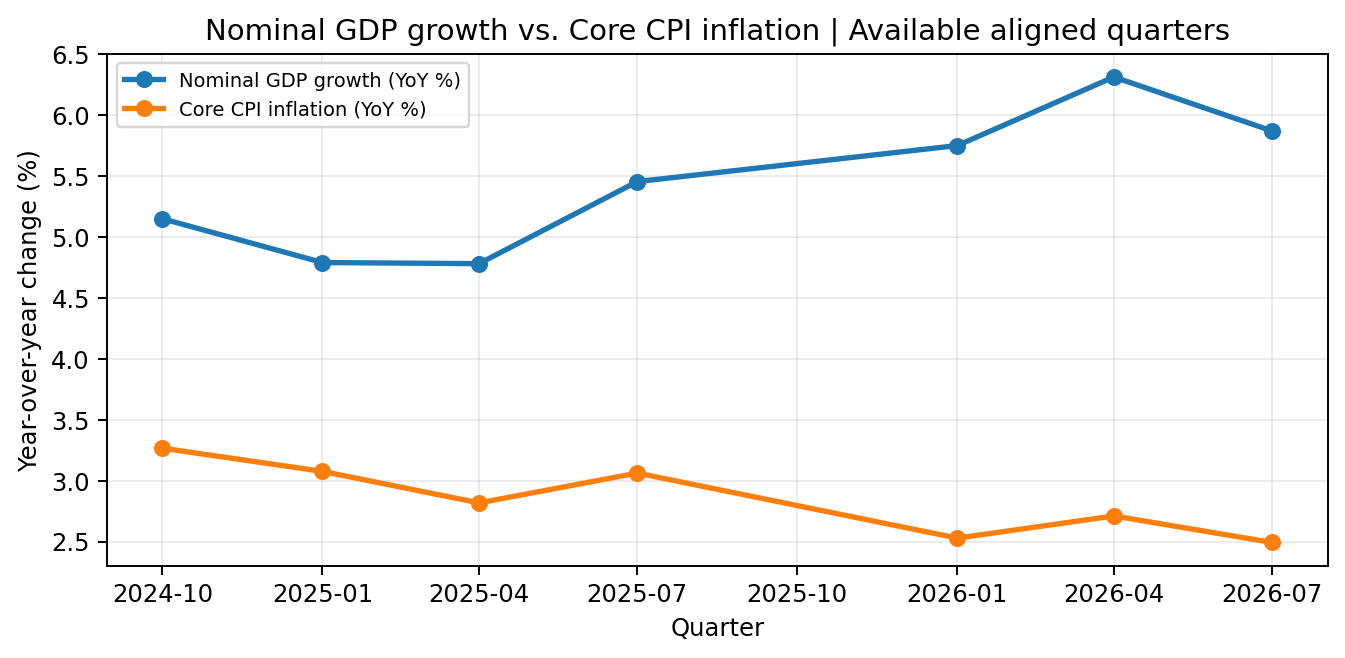 Nominal GDP growth vs. Core CPI inflation | Available aligned quarters
Nominal GDP growth (YoY %)
Core CPI inflation (YoY %)
Year-over-year change (%)
6.5
6.0
5.5
5.0
4.5
4.0
3.5
3.0
2.5
2024-10 2025-01 2025-04 2025-07 2025-10 2026-01 2026-04 2026-07
Quarter